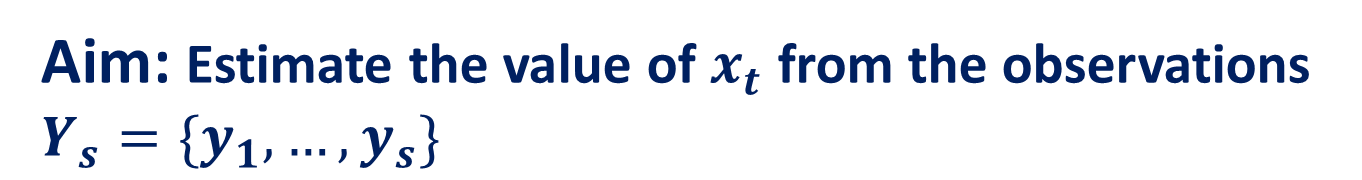 Aim: Estimate the value of xₜ from the observations
Yₛ = {y₁, … , yₛ}